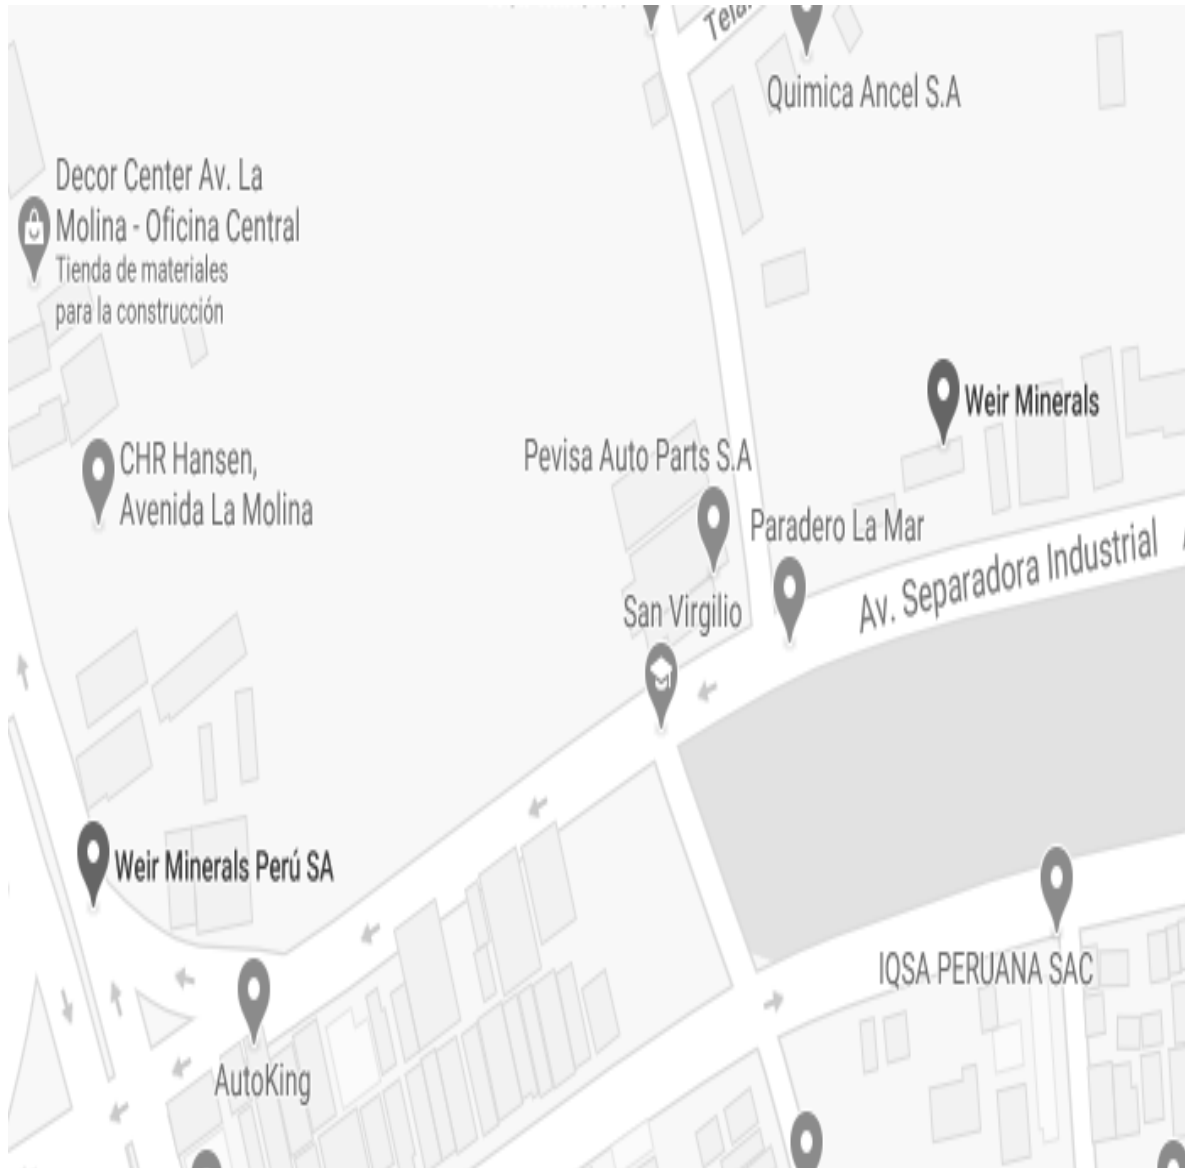 Quimica Ancel S.A
Decor Center Av. La
Molina - Oficina Central
Tienda de materiales
para la construcción
Weir Minerals
Pevisa Auto Parts S.A
CHR Hansen,
Avenida La Molina
Paradero La Mar
Av. Separadora Industrial
San Virgilio
Weir Minerals Perú SA
IQSA PERUANA SAC
AutoKing